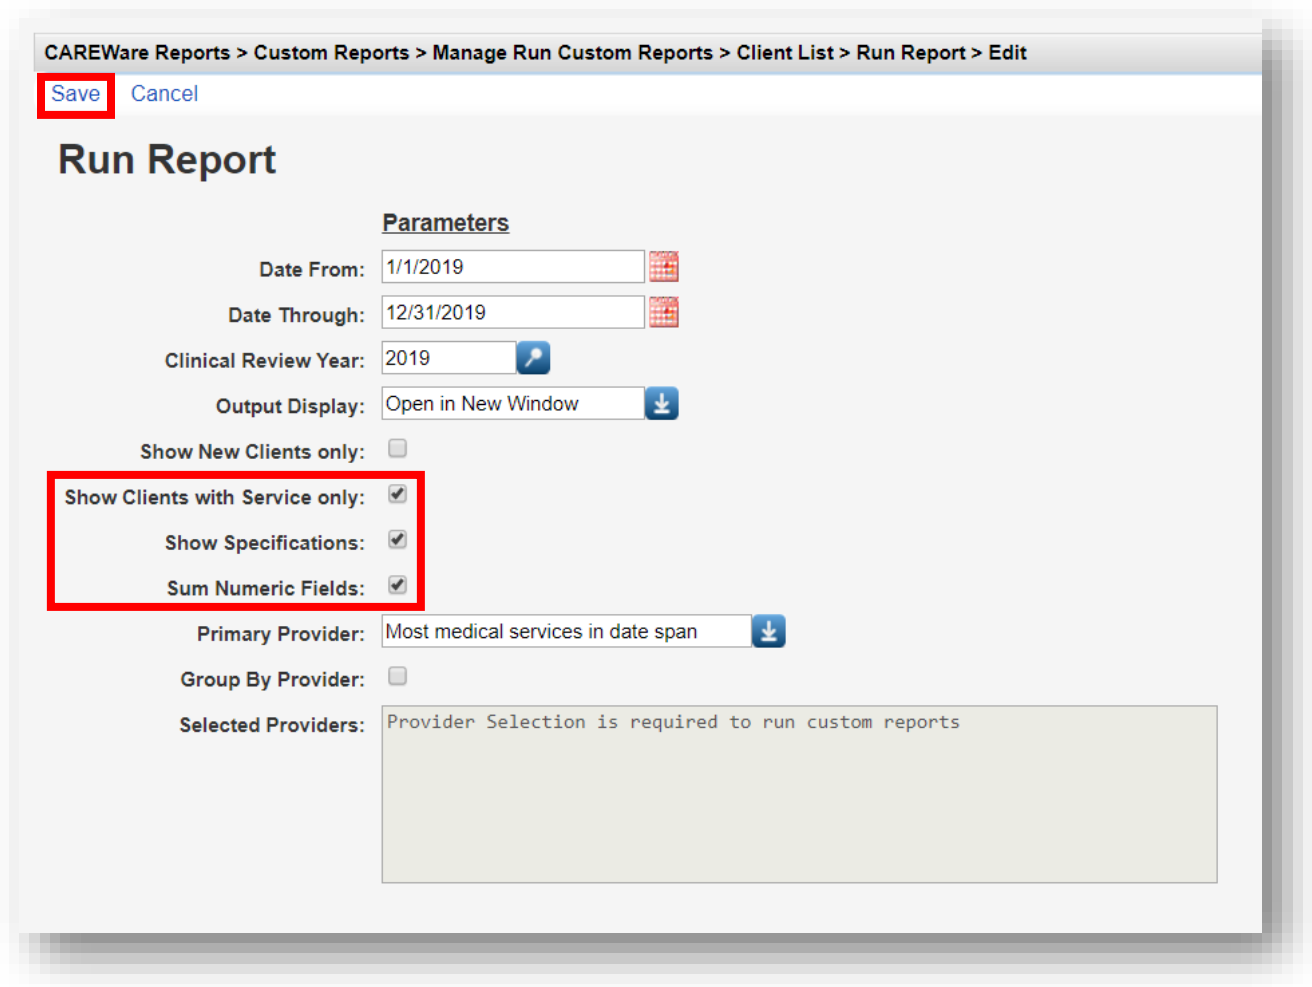 CAREWare Reports > Custom Reports > Manage Run Custom Reports > Client List > Run Report > Edit
Save Cancel
Run Report
Parameters
Date From: 1/1/2019
Date Through: 12/31/2019
Clinical Review Year: 2019
Output Display: Open in New Window
Show New Clients only:
Show Clients with Service only:
Show Specifications:
Sum Numeric Fields:
Primary Provider: Most medical services in date span
Group By Provider:
Selected Providers: Provider Selection is required to run custom reports